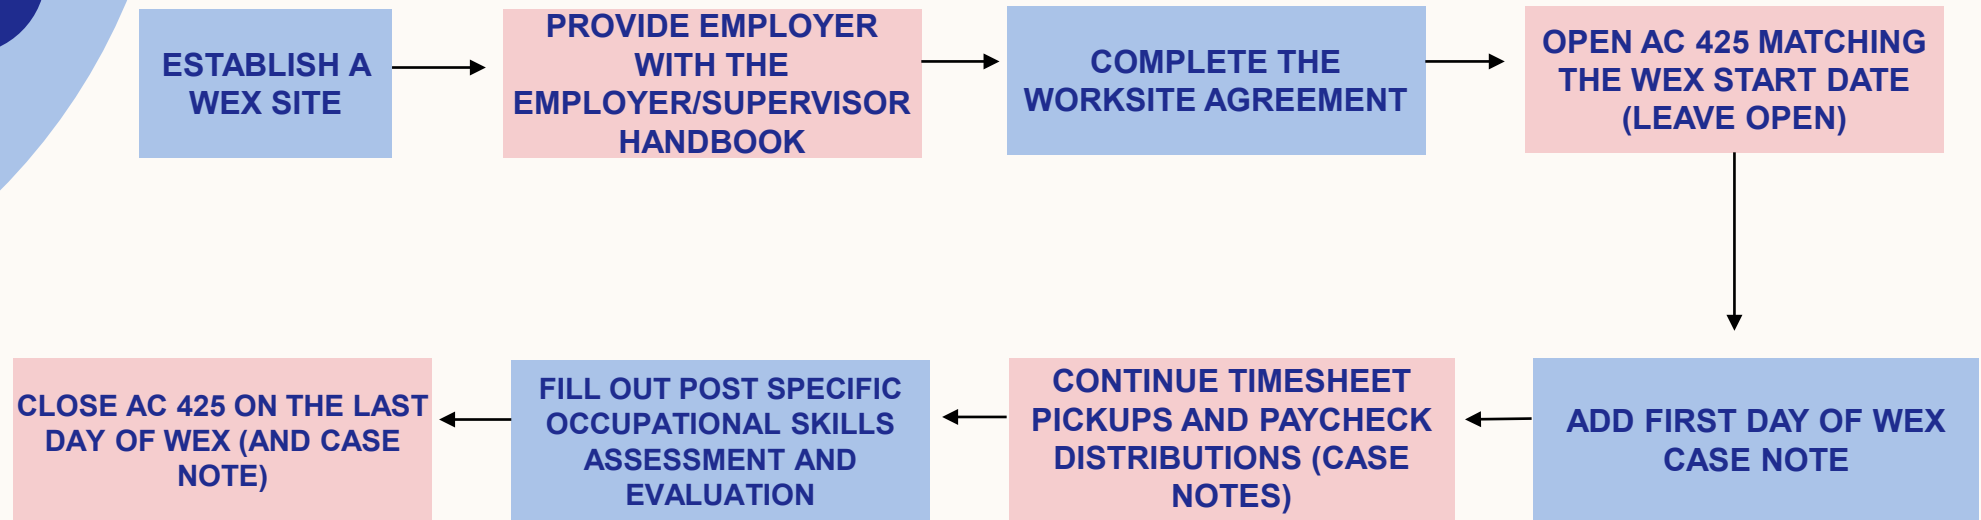 ESTABLISH A
WEX SITE
PROVIDE EMPLOYER
WITH THE
EMPLOYER/SUPERVISOR
HANDBOOK
COMPLETE THE
WORKSITE AGREEMENT
OPEN AC 425 MATCHING
THE WEX START DATE
(LEAVE OPEN)
ADD FIRST DAY OF WEX
CASE NOTE
CONTINUE TIMESHEET
PICKUPS AND PAYCHECK
DISTRIBUTIONS (CASE
NOTES)
FILL OUT POST SPECIFIC
OCCUPATIONAL SKILLS
ASSESSMENT AND
EVALUATION
CLOSE AC 425 ON THE LAST
DAY OF WEX (AND CASE
NOTE)